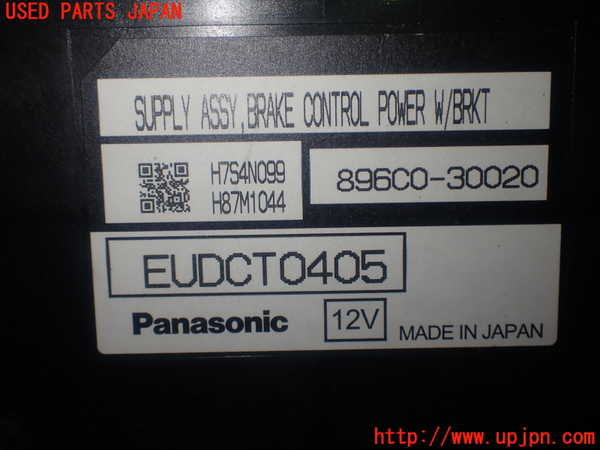 USED PARTS JAPAN
SUPPLY ASSY,BRAKE CONTROL POWER W/BRKT
H7S4N099
H87M1044
896C0-30020
EUDCT0405
Panasonic
12V
MADE IN JAPAN
http://www.upjpn.com/